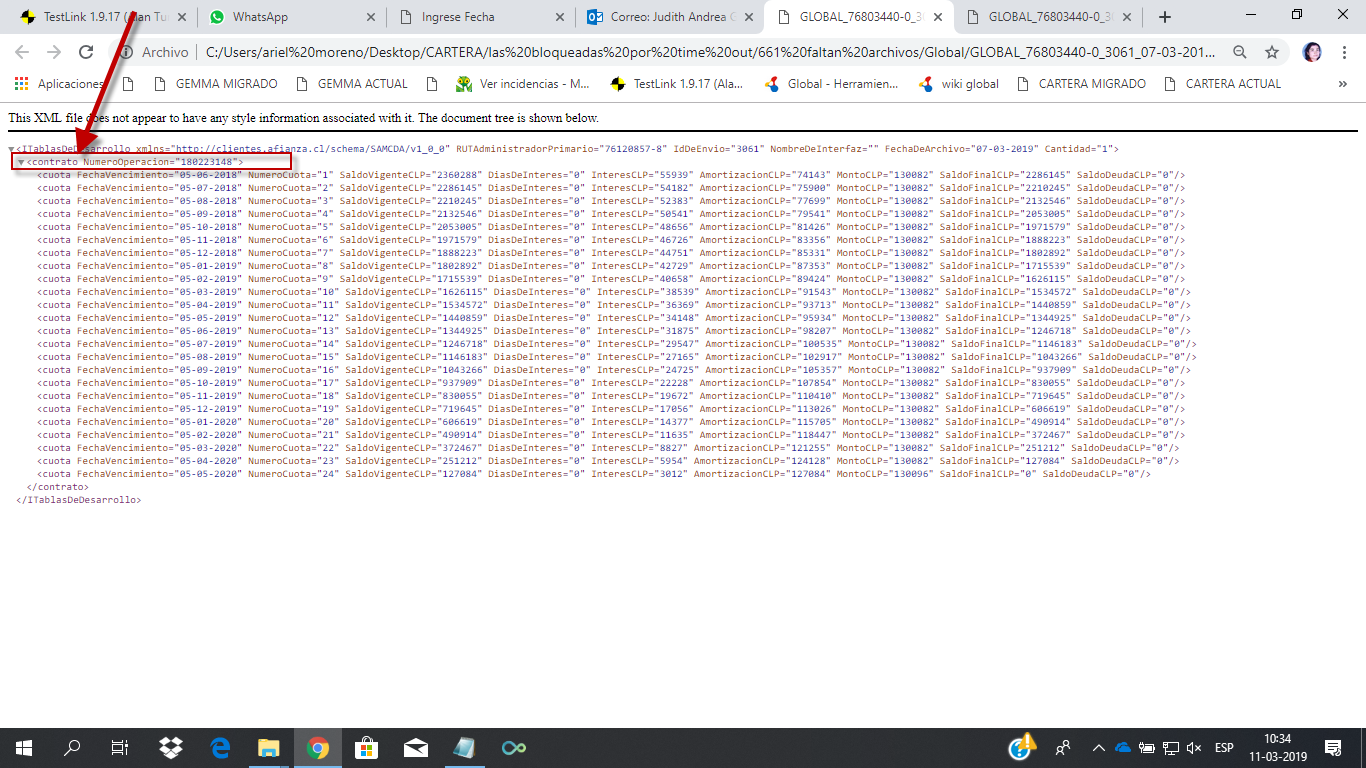 TestLink 1.9.17 (Alan Tu
WhatsApp
Ingrese Fecha
Correo: Judith Andrea G
GLOBAL_76803440-0_30
GLOBAL_76803440-0_30
Archivo
C:/Users/ariel%20moreno/Desktop/CARTERA/las%20bloqueadas%20por%20time%20out/661%20faltan%20archivos/Global/GLOBAL_76803440-0_3061_07-03-201...
Aplicaciones
GEMMA MIGRADO
GEMMA ACTUAL
Ver incidencias - M...
TestLink 1.9.17 (Ala...
Global - Herramien...
wiki global
CARTERA MIGRADO
CARTERA ACTUAL
»
This XML file does not appear to have any style information associated with it. The document tree is shown below.
▼<ITablasDeDesarrollo xmlns="http://clientes.afianza.cl/schema/SAMCDA/v1_0_0" RUTAdministradorPrimario="76120857-8" IdDeEnvio="3061" NombreDeInterfaz="" FechaDeArchivo="07-03-2019" Cantidad="1">
▼<contrato NumeroOperacion="180223148">
<cuota FechaVencimiento="05-06-2018" NumeroCuota="1" SaldoVigenteCLP="2360288" DiasDeInteres="0" InteresCLP="55939" AmortizacionCLP="74143" MontoCLP="130082" SaldoFinalCLP="2286145" SaldoDeudaCLP="0"/>
<cuota FechaVencimiento="05-07-2018" NumeroCuota="2" SaldoVigenteCLP="2286145" DiasDeInteres="0" InteresCLP="54182" AmortizacionCLP="75900" MontoCLP="130082" SaldoFinalCLP="2210245" SaldoDeudaCLP="0"/>
<cuota FechaVencimiento="05-08-2018" NumeroCuota="3" SaldoVigenteCLP="2210245" DiasDeInteres="0" InteresCLP="52383" AmortizacionCLP="77699" MontoCLP="130082" SaldoFinalCLP="2132546" SaldoDeudaCLP="0"/>
<cuota FechaVencimiento="05-09-2018" NumeroCuota="4" SaldoVigenteCLP="2132546" DiasDeInteres="0" InteresCLP="50541" AmortizacionCLP="79541" MontoCLP="130082" SaldoFinalCLP="2053005" SaldoDeudaCLP="0"/>
<cuota FechaVencimiento="05-10-2018" NumeroCuota="5" SaldoVigenteCLP="2053005" DiasDeInteres="0" InteresCLP="48656" AmortizacionCLP="81426" MontoCLP="130082" SaldoFinalCLP="1971579" SaldoDeudaCLP="0"/>
<cuota FechaVencimiento="05-11-2018" NumeroCuota="6" SaldoVigenteCLP="1971579" DiasDeInteres="0" InteresCLP="46726" AmortizacionCLP="83356" MontoCLP="130082" SaldoFinalCLP="1888223" SaldoDeudaCLP="0"/>
<cuota FechaVencimiento="05-12-2018" NumeroCuota="7" SaldoVigenteCLP="1888223" DiasDeInteres="0" InteresCLP="44751" AmortizacionCLP="85331" MontoCLP="130082" SaldoFinalCLP="1802892" SaldoDeudaCLP="0"/>
<cuota FechaVencimiento="05-01-2019" NumeroCuota="8" SaldoVigenteCLP="1802892" DiasDeInteres="0" InteresCLP="42729" AmortizacionCLP="87353" MontoCLP="130082" SaldoFinalCLP="1715539" SaldoDeudaCLP="0"/>
<cuota FechaVencimiento="05-02-2019" NumeroCuota="9" SaldoVigenteCLP="1715539" DiasDeInteres="0" InteresCLP="40658" AmortizacionCLP="89424" MontoCLP="130082" SaldoFinalCLP="1626115" SaldoDeudaCLP="0"/>
<cuota FechaVencimiento="05-03-2019" NumeroCuota="10" SaldoVigenteCLP="1626115" DiasDeInteres="0" InteresCLP="38539" AmortizacionCLP="91543" MontoCLP="130082" SaldoFinalCLP="1534572" SaldoDeudaCLP="0"/>
<cuota FechaVencimiento="05-04-2019" NumeroCuota="11" SaldoVigenteCLP="1534572" DiasDeInteres="0" InteresCLP="36369" AmortizacionCLP="93713" MontoCLP="130082" SaldoFinalCLP="1440859" SaldoDeudaCLP="0"/>
<cuota FechaVencimiento="05-05-2019" NumeroCuota="12" SaldoVigenteCLP="1440859" DiasDeInteres="0" InteresCLP="34148" AmortizacionCLP="95934" MontoCLP="130082" SaldoFinalCLP="1344925" SaldoDeudaCLP="0"/>
<cuota FechaVencimiento="05-06-2019" NumeroCuota="13" SaldoVigenteCLP="1344925" DiasDeInteres="0" InteresCLP="31875" AmortizacionCLP="98207" MontoCLP="130082" SaldoFinalCLP="1246718" SaldoDeudaCLP="0"/>
<cuota FechaVencimiento="05-07-2019" NumeroCuota="14" SaldoVigenteCLP="1246718" DiasDeInteres="0" InteresCLP="29547" AmortizacionCLP="100535" MontoCLP="130082" SaldoFinalCLP="1146183" SaldoDeudaCLP="0"/>
<cuota FechaVencimiento="05-08-2019" NumeroCuota="15" SaldoVigenteCLP="1146183" DiasDeInteres="0" InteresCLP="27165" AmortizacionCLP="102917" MontoCLP="130082" SaldoFinalCLP="1043266" SaldoDeudaCLP="0"/>
<cuota FechaVencimiento="05-09-2019" NumeroCuota="16" SaldoVigenteCLP="1043266" DiasDeInteres="0" InteresCLP="24725" AmortizacionCLP="105357" MontoCLP="130082" SaldoFinalCLP="937909" SaldoDeudaCLP="0"/>
<cuota FechaVencimiento="05-10-2019" NumeroCuota="17" SaldoVigenteCLP="937909" DiasDeInteres="0" InteresCLP="22228" AmortizacionCLP="107854" MontoCLP="130082" SaldoFinalCLP="830055" SaldoDeudaCLP="0"/>
<cuota FechaVencimiento="05-11-2019" NumeroCuota="18" SaldoVigenteCLP="830055" DiasDeInteres="0" InteresCLP="19672" AmortizacionCLP="110410" MontoCLP="130082" SaldoFinalCLP="719645" SaldoDeudaCLP="0"/>
<cuota FechaVencimiento="05-12-2019" NumeroCuota="19" SaldoVigenteCLP="719645" DiasDeInteres="0" InteresCLP="17056" AmortizacionCLP="113026" MontoCLP="130082" SaldoFinalCLP="606619" SaldoDeudaCLP="0"/>
<cuota FechaVencimiento="05-01-2020" NumeroCuota="20" SaldoVigenteCLP="606619" DiasDeInteres="0" InteresCLP="14377" AmortizacionCLP="115705" MontoCLP="130082" SaldoFinalCLP="490914" SaldoDeudaCLP="0"/>
<cuota FechaVencimiento="05-02-2020" NumeroCuota="21" SaldoVigenteCLP="490914" DiasDeInteres="0" InteresCLP="11635" AmortizacionCLP="118447" MontoCLP="130082" SaldoFinalCLP="372467" SaldoDeudaCLP="0"/>
<cuota FechaVencimiento="05-03-2020" NumeroCuota="22" SaldoVigenteCLP="372467" DiasDeInteres="0" InteresCLP="8827" AmortizacionCLP="121255" MontoCLP="130082" SaldoFinalCLP="251212" SaldoDeudaCLP="0"/>
<cuota FechaVencimiento="05-04-2020" NumeroCuota="23" SaldoVigenteCLP="251212" DiasDeInteres="0" InteresCLP="5954" AmortizacionCLP="124128" MontoCLP="130082" SaldoFinalCLP="127084" SaldoDeudaCLP="0"/>
<cuota FechaVencimiento="05-05-2020" NumeroCuota="24" SaldoVigenteCLP="127084" DiasDeInteres="0" InteresCLP="3012" AmortizacionCLP="127084" MontoCLP="130096" SaldoFinalCLP="0" SaldoDeudaCLP="0"/>
</contrato>
</ITablasDeDesarrollo>
ESP
10:34
11-03-2019